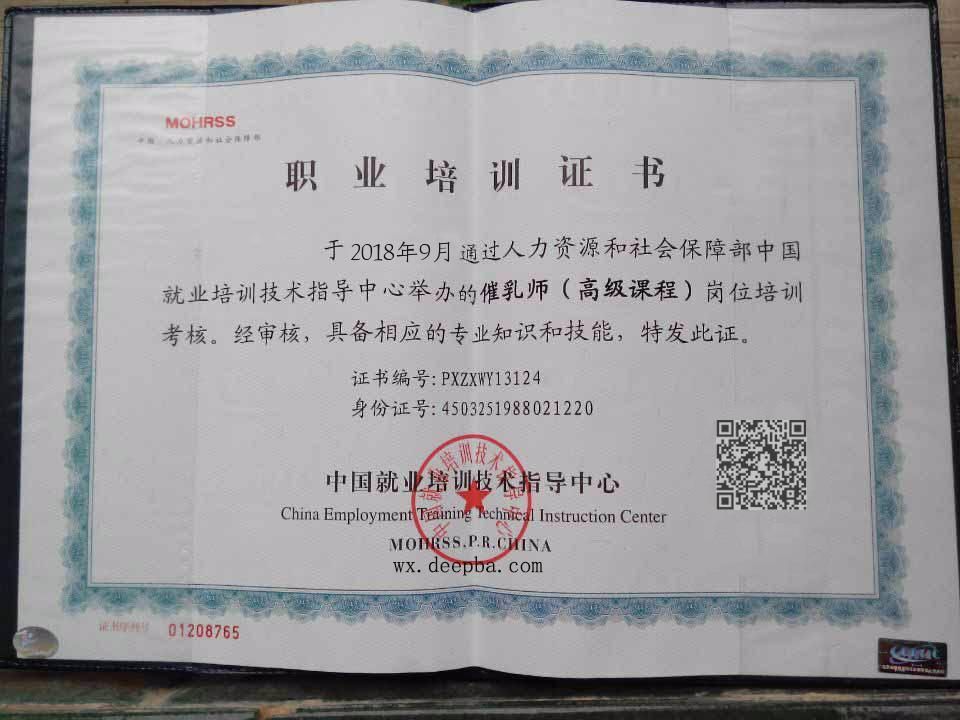 MOHRSS
中国·人力资源和社会保障部
职业培训证书
于2018年9月通过人力资源和社会保障部中国
就业培训技术指导中心举办的催乳师（高级课程）岗位培训
考核。经审核，具备相应的专业知识和技能，特发此证。
证书编号: PXZXWY13124
身份证号: 4503251988021220
中国就业培训技术指导中心
China Employment Training Technical Instruction Center
中国就业培训技术指导中心
MOHRSS.P.R.CHINA
wx.deepba.com
证书序列号 01208765